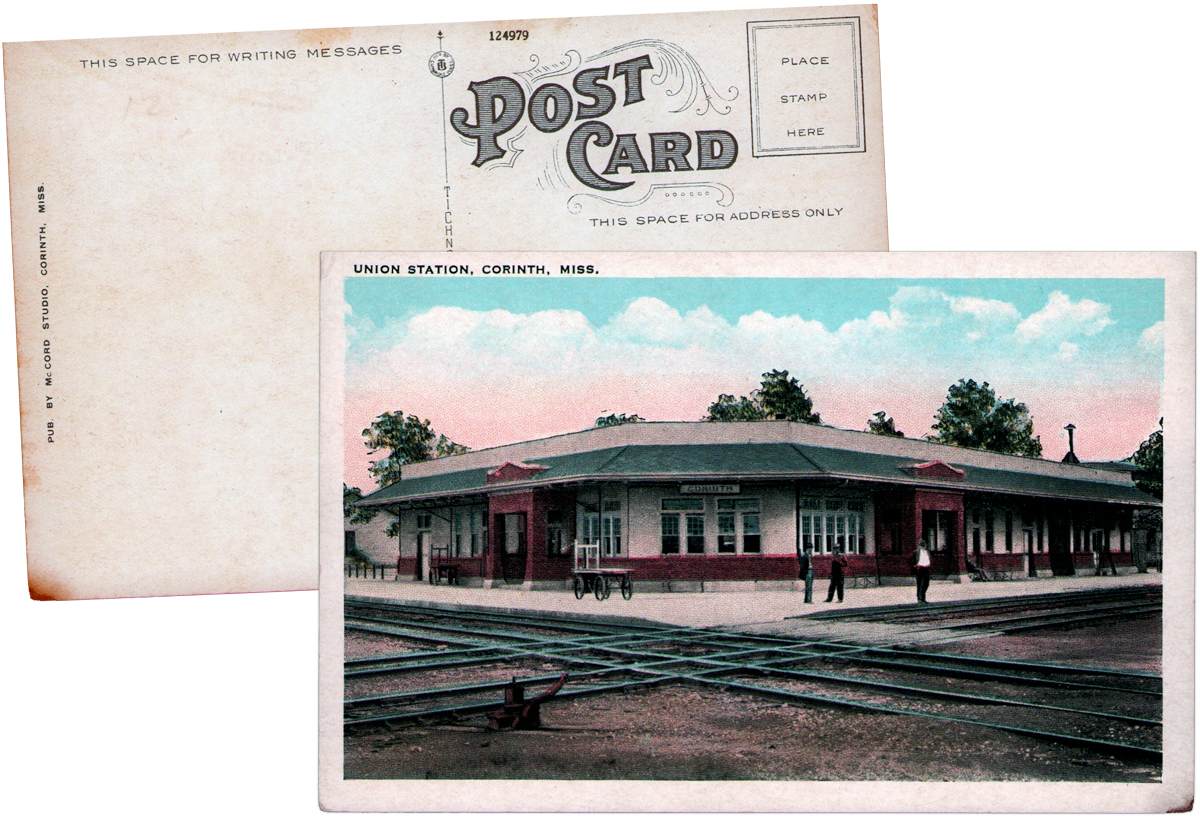 THIS SPACE FOR WRITING MESSAGES
124979
POST
CARD
PLACE
STAMP
HERE
THIS SPACE FOR ADDRESS ONLY
PUB. BY McCORD STUDIO, CORINTH, MISS.
UNION STATION, CORINTH, MISS.
CORINTH